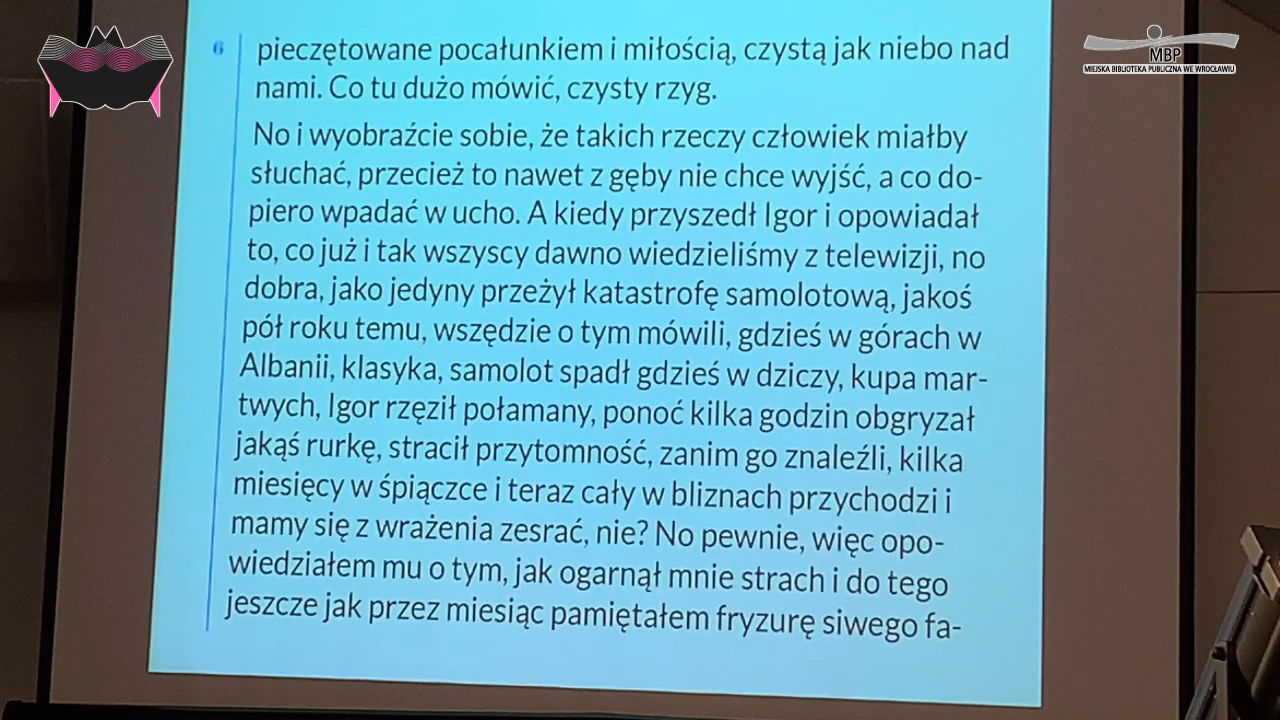 6
pieczętowane pocałunkiem i miłością, czystą jak niebo nad
nami. Co tu dużo mówić, czysty rzyg.
No i wyobraźcie sobie, że takich rzeczy człowiek miałby
słuchać, przecież to nawet z gęby nie chce wyjść, a co do-
piero wpadać w ucho. A kiedy przyszedł Igor i opowiadał
to, co już i tak wszyscy dawno wiedzieliśmy z telewizji, no
dobra, jako jedyny przeżył katastrofę samolotową, jakoś
pół roku temu, wszędzie o tym mówili, gdzieś w górach w
Albanii, klasyka, samolot spadł gdzieś w dziczy, kupa mar-
twych, Igor rzęził połamany, ponoć kilka godzin obgryzał
jakąś rurkę, stracił przytomność, zanim go znaleźli, kilka
miesięcy w śpiączce i teraz cały w bliznach przychodzi i
mamy się z wrażenia zesrać, nie? No pewnie, więc opo-
wiedziałem mu o tym, jak ogarnął mnie strach i do tego
jeszcze jak przez miesiąc pamiętałem fryzurę siwego fa-
MBP
MIEJSKA BIBLIOTEKA PUBLICZNA WE WROCŁAWIU